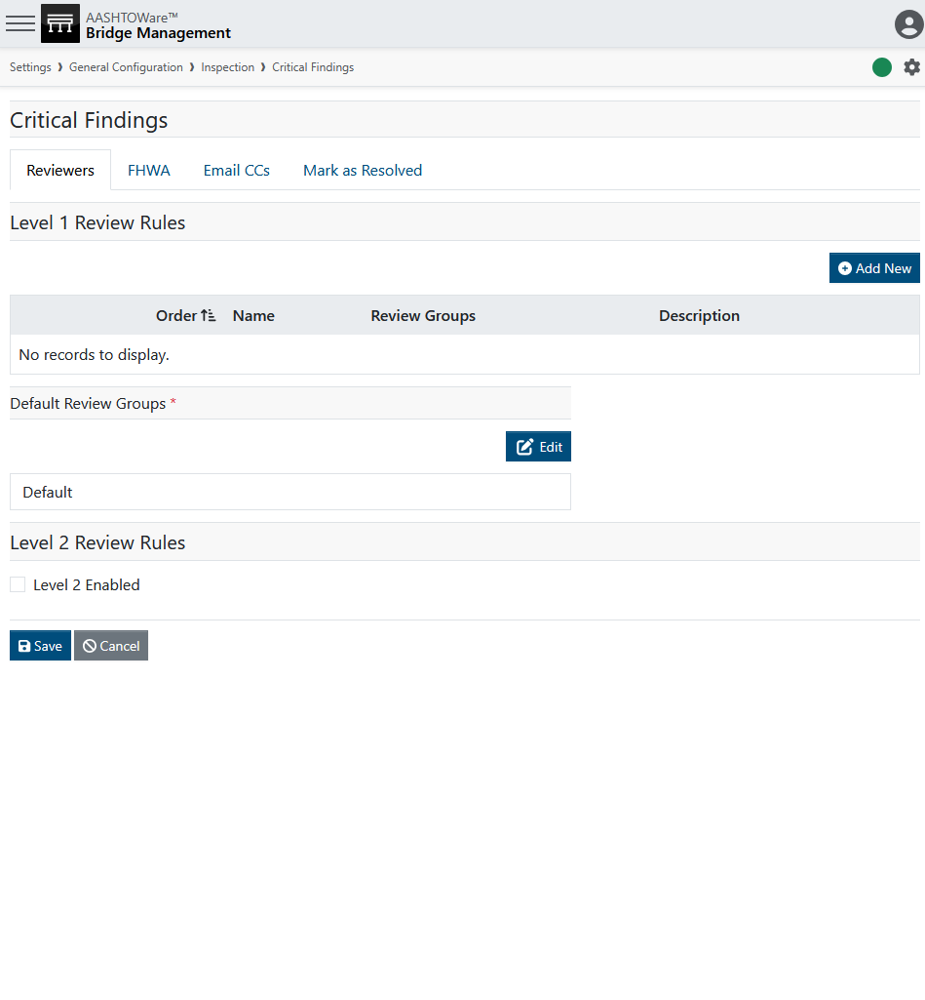 AASHTOWare™
Bridge Management
Settings ❯ General Configuration ❯ Inspection ❯ Critical Findings
Critical Findings
Reviewers FHWA Email CCs Mark as Resolved
Level 1 Review Rules
Add New
Order Name Review Groups Description
No records to display.
Default Review Groups *
Edit
Default
Level 2 Review Rules
Level 2 Enabled
Save Cancel